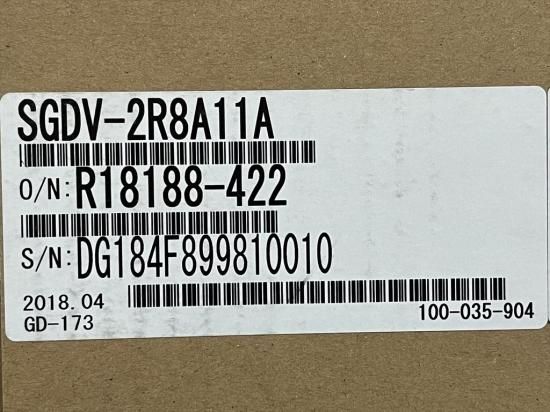 SGDV-2R8A11A
O/N: R18188-422
S/N: DG184F899810010
2018.04
GD-173
100-035-904